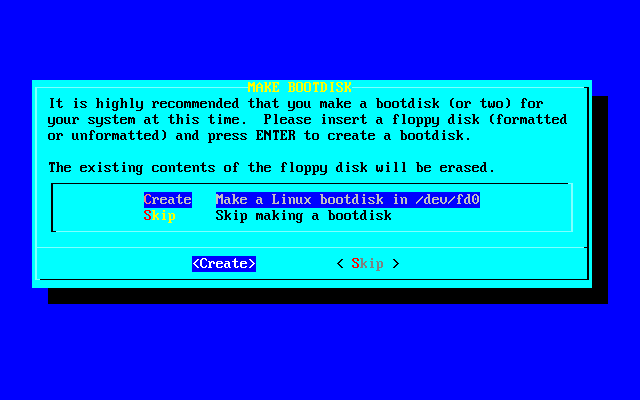 MAKE BOOTDISK
It is highly recommended that you make a bootdisk (or two) for
your system at this time.  Please insert a floppy disk (formatted
or unformatted) and press ENTER to create a bootdisk.
The existing contents of the floppy disk will be erased.
Create   Make a Linux bootdisk in /dev/fd0
Skip     Skip making a bootdisk
<Create>          < Skip >